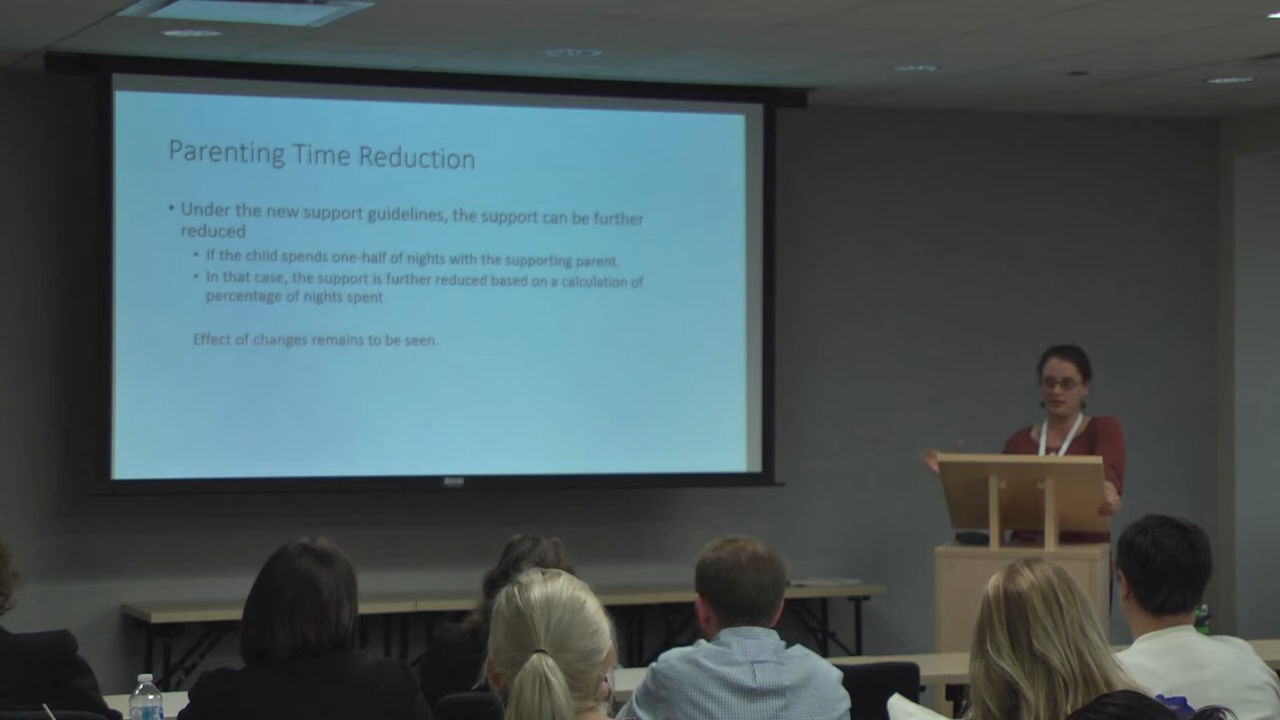 Parenting Time Reduction
• Under the new support guidelines, the support can be further
reduced
• If the child spends one-half of nights with the supporting parent.
• In that case, the support is further reduced based on a calculation of
percentage of nights spent
Effect of changes remains to be seen.